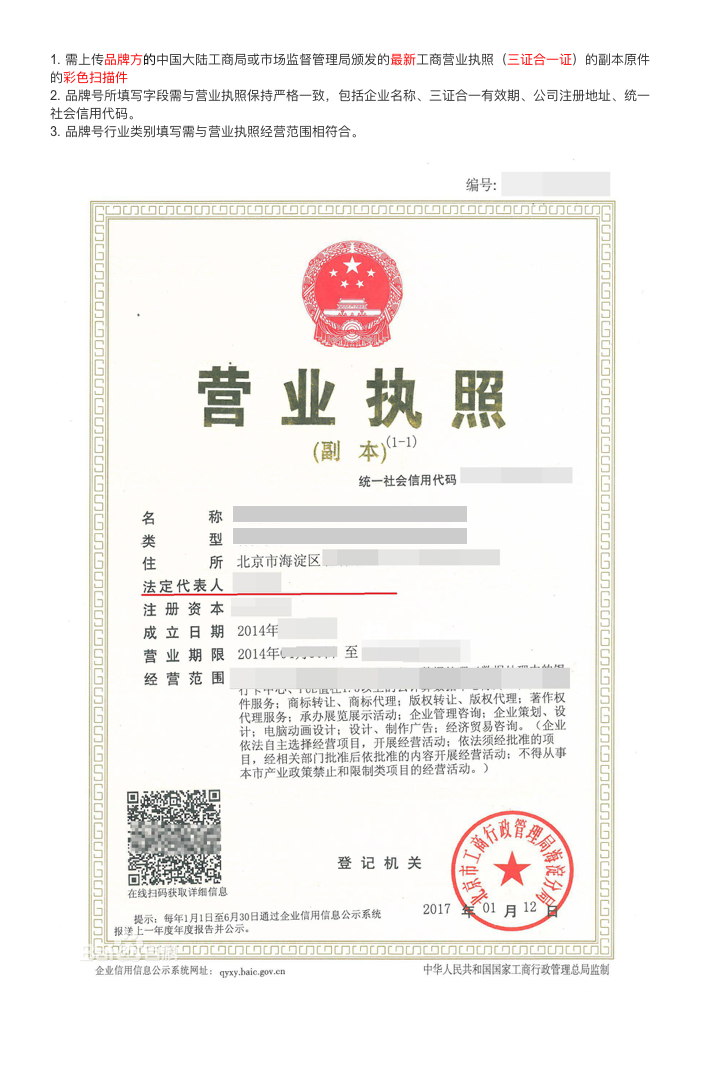 1. 需上传品牌方的中国大陆工商局或市场监督管理局颁发的最新工商营业执照（三证合一证）的副本原件
的彩色扫描件
2. 品牌号所填写字段需与营业执照保持严格一致，包括企业名称、三证合一有效期、公司注册地址、统一
社会信用代码。
3. 品牌号行业类别填写需与营业执照经营范围相符合。
编号:
营业执照
(副 本)(1-1)
统一社会信用代码
名 称
类 型
住 所 北京市海淀区
法定代表人
注册资本
成立日期 2014年
营业期限 2014年 至
经营范围
件服务；商标转让、商标代理；版权转让、版权代理；著作权
代理服务；承办展览展示活动；企业管理咨询；企业策划、设
计；电脑动画设计；设计、制作广告；经济贸易咨询。（企业
依法自主选择经营项目，开展经营活动；依法须经批准的项
目，经相关部门批准后依批准的内容开展经营活动；不得从事
本市产业政策禁止和限制类项目的经营活动。）
在线扫码获取详细信息
登记机关
北京市工商行政管理局海淀分局
2017 年 01 月 12 日
提示：每年1月1日至6月30日通过企业信用信息公示系统
报送上一年度年度报告并公示。
企业信用信息公示系统网址： qyxy.baic.gov.cn
中华人民共和国国家工商行政管理总局监制